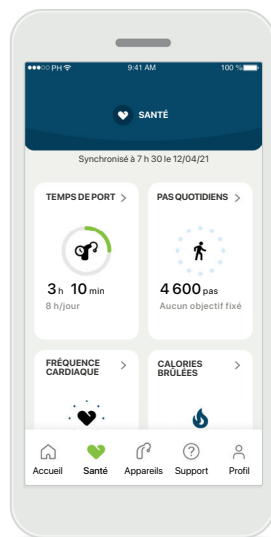 ●●●○○ PH 9:41 AM 100 %
SANTÉ
Synchronisé à 7 h 30 le 12/04/21
TEMPS DE PORT >
3 h 10 min
8 h/jour
PAS QUOTIDIENS >
4 600 pas
Aucun objectif fixé
FRÉQUENCE >
CARDIAQUE
CALORIES >
BRÛLÉES
Accueil Santé Appareils Support Profil